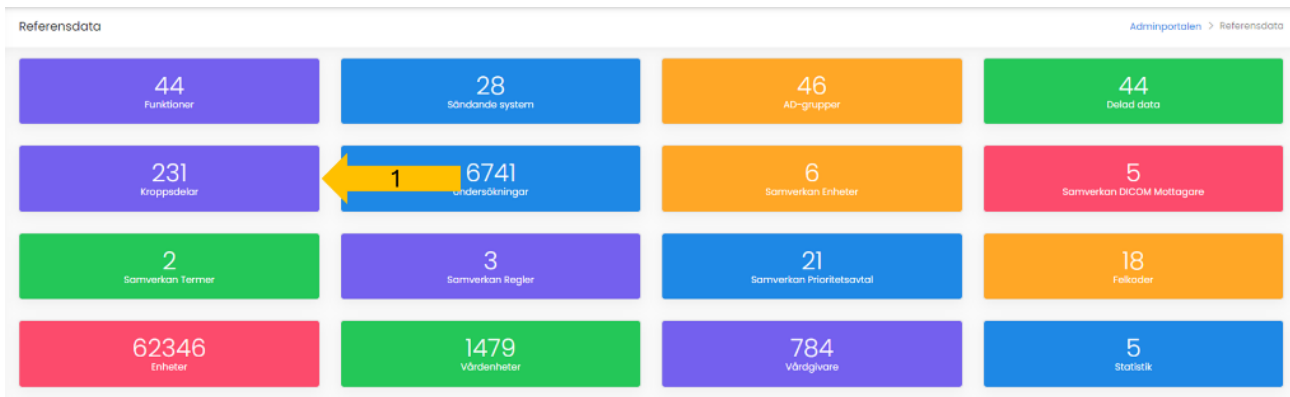 Referensdata
Adminportalen > Referensdata
44
Funktioner
28
Sändande system
46
AD-grupper
44
Delad data
231
Kroppsdelar
1
6741
Undersökningar
6
Samverkan Enheter
5
Samverkan DICOM Mottagare
2
Samverkan Termer
3
Samverkan Regler
21
Samverkan Prioritetsavtal
18
Felkoder
62346
Enheter
1479
Vårdenheter
784
Vårdgivare
5
Statistik